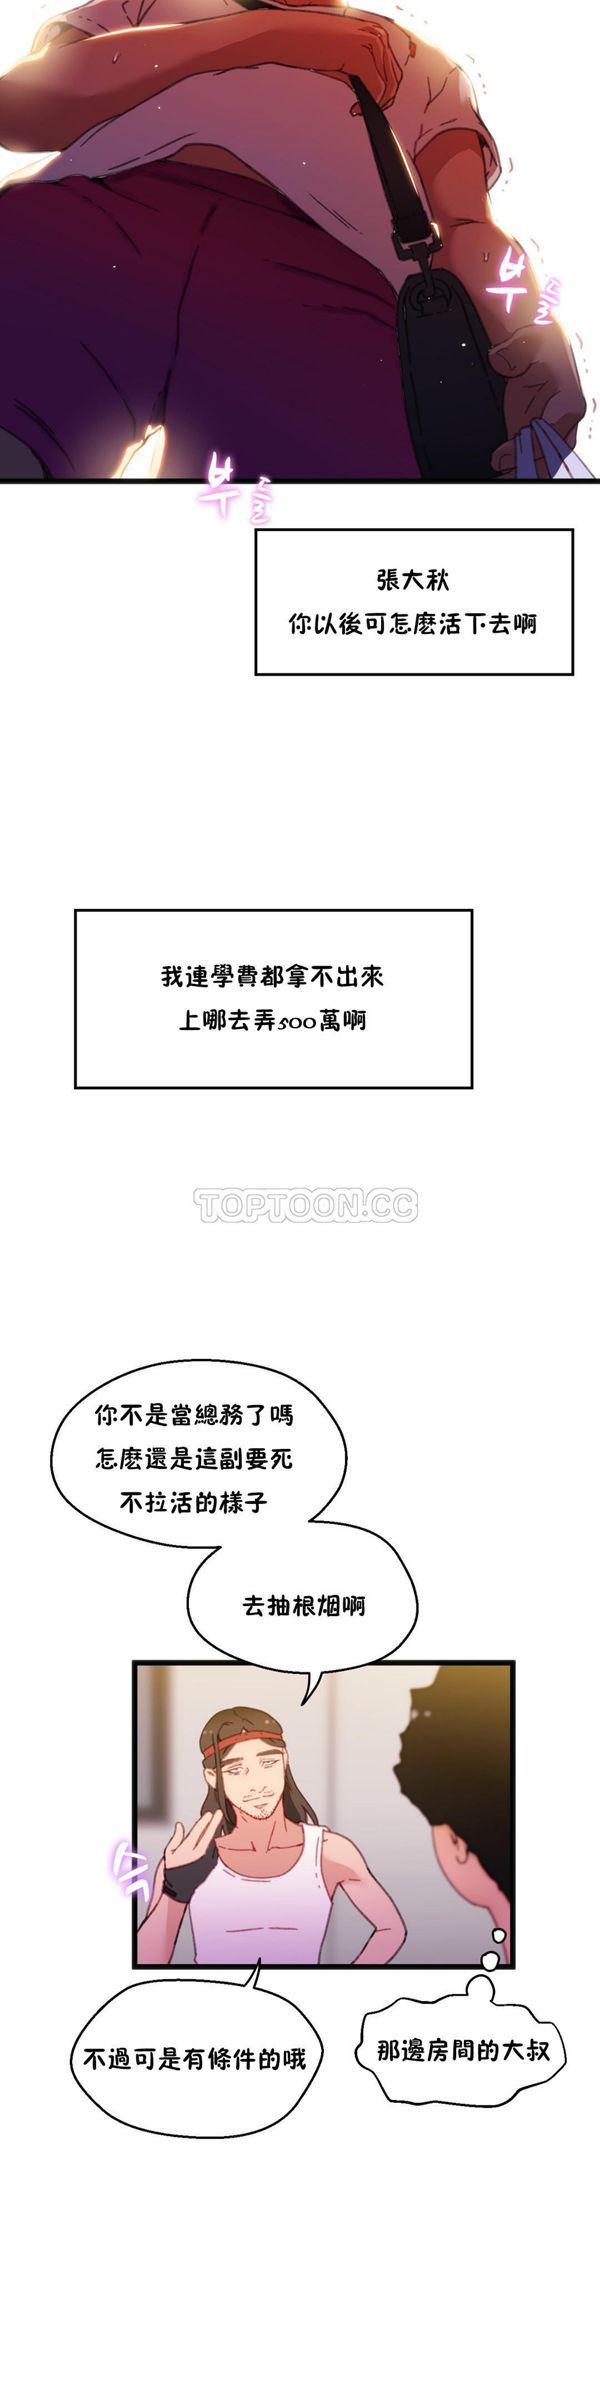 부들
부들
張大秋
你以後可怎麽活下去啊
我連學費都拿不出來
上哪去弄500萬啊
TOPTOON.CC
你不是當總務了嗎
怎麽還是這副要死
不拉活的樣子
去抽根烟啊
슥
不過可是有條件的哦
那邊房間的大叔